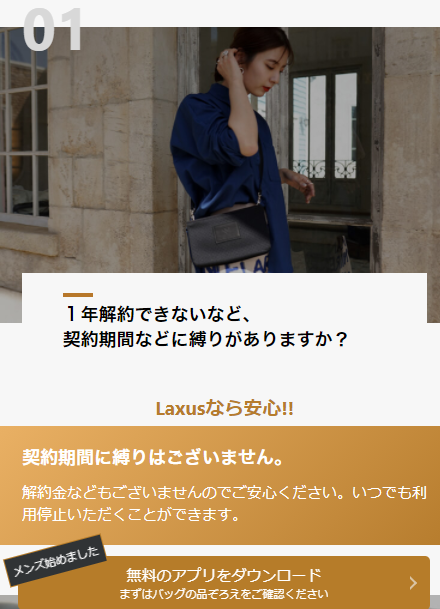 01
１年解約できないなど、
契約期間などに縛りがありますか？
Laxusなら安心!!
契約期間に縛りはございません。
解約金などもございませんのでご安心ください。いつでも利
用停止いただくことができます。
メンズ始めました
無料のアプリをダウンロード
まずはバッグの品ぞろえをご確認ください